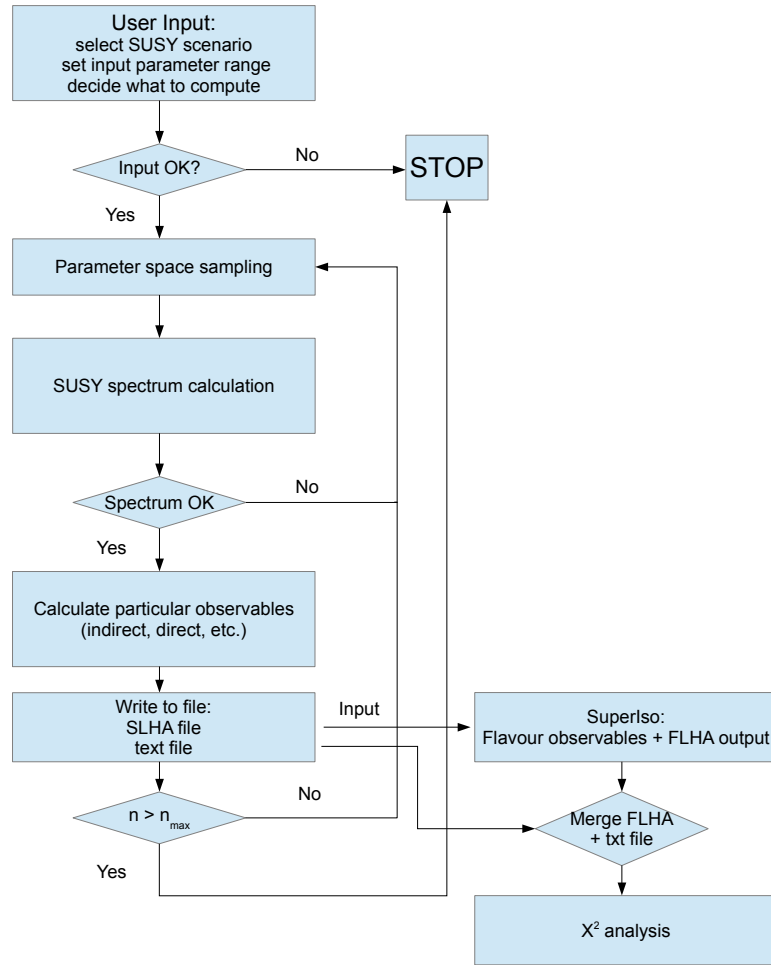 User Input:
select SUSY scenario
set input parameter range
decide what to compute
Input OK?
No
STOP
Yes
Parameter space sampling
SUSY spectrum calculation
Spectrum OK
No
Yes
Calculate particular observables
(indirect, direct, etc.)
Write to file:
SLHA file
text file
Input
SuperIso:
Flavour observables + FLHA output
n > n_max
No
Yes
Merge FLHA
+ txt file
X² analysis